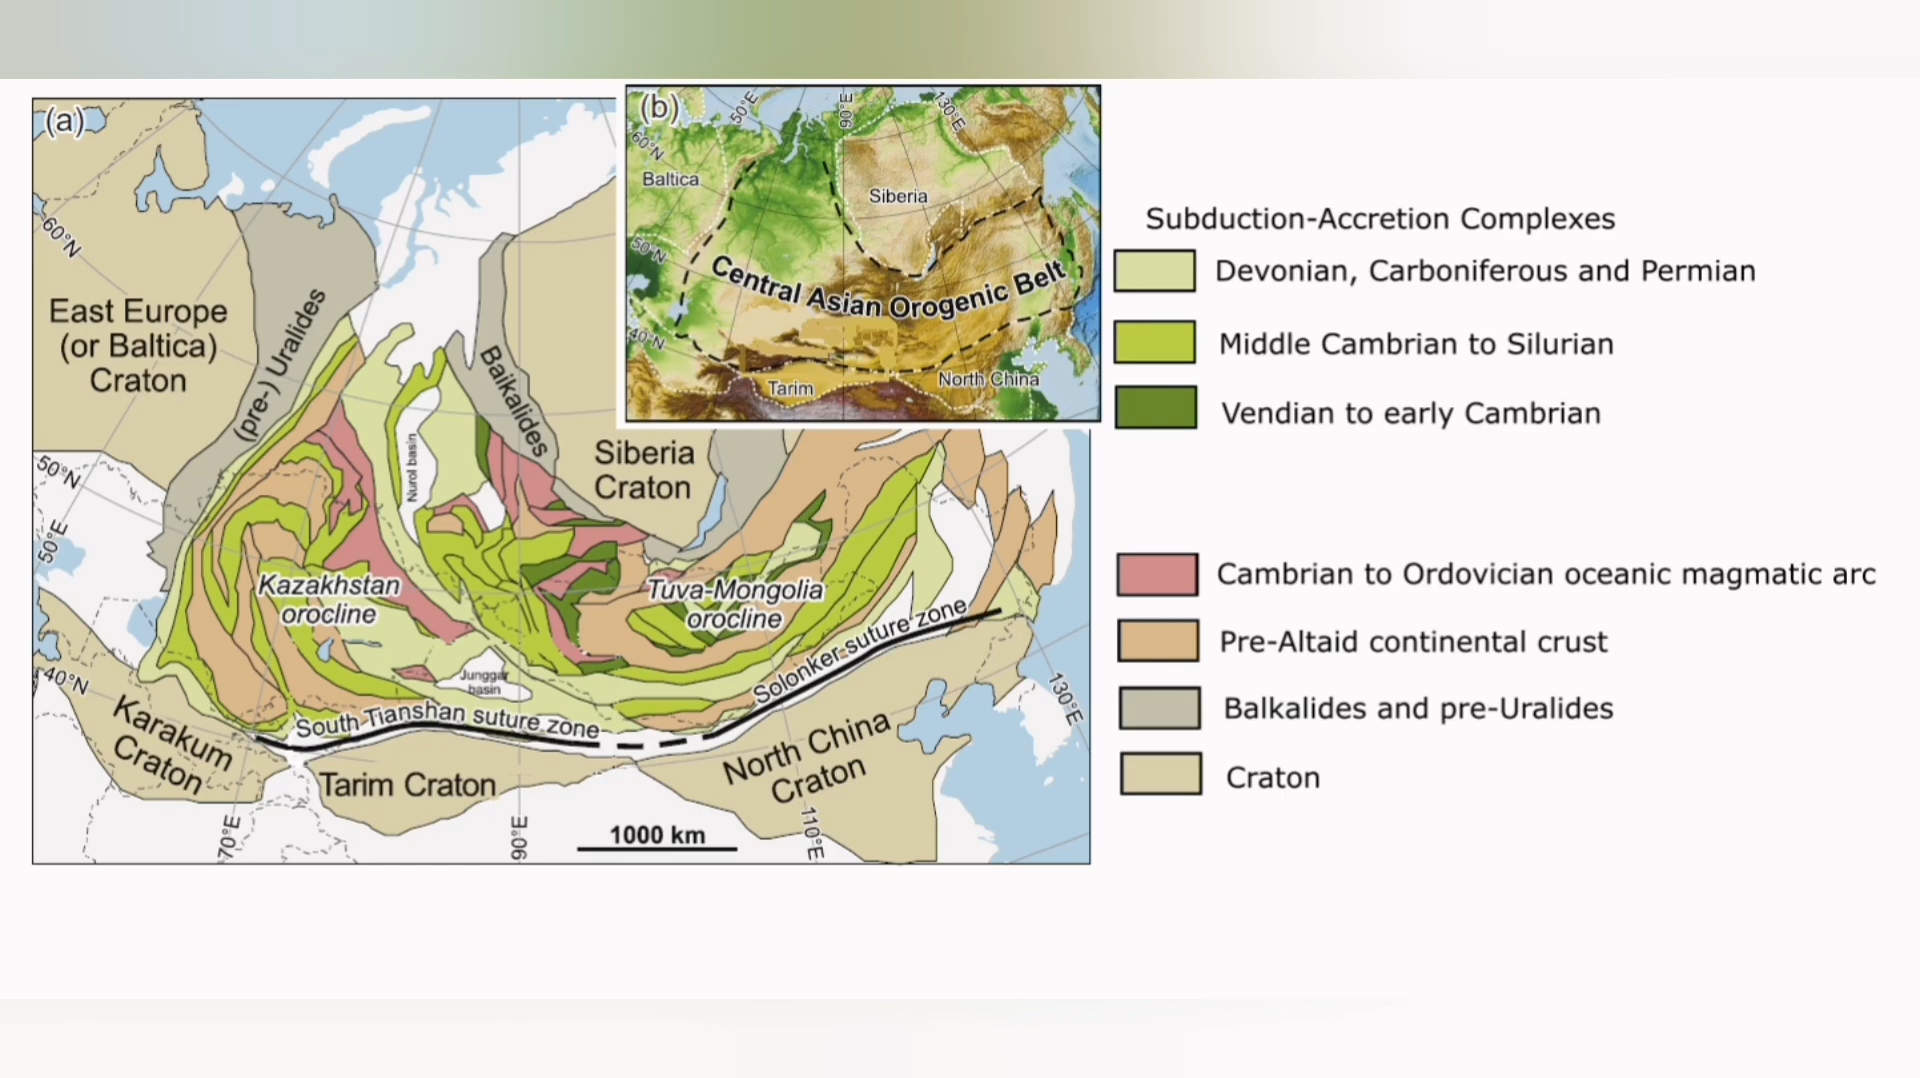 (a)
60°N
East Europe
(or Baltica)
Craton
(pre-) Uralides
Baikalides
50°N
50°E
Nurol basin
Siberia
Craton
Kazakhstan
orocline
Tuva-Mongolia
orocline
40°N
Junggar
basin
Solonker suture zone
South Tianshan suture zone
Karakum
Craton
Tarim Craton
North China
Craton
130°E
70°E
90°E
1000 km
110°E
(b)
50°E
90°E
130°E
60°N
Baltica
Siberia
50°N
Central Asian Orogenic Belt
40°N
Tarim
North China
Subduction-Accretion Complexes
Devonian, Carboniferous and Permian
Middle Cambrian to Silurian
Vendian to early Cambrian
Cambrian to Ordovician oceanic magmatic arc
Pre-Altaid continental crust
Balkalides and pre-Uralides
Craton